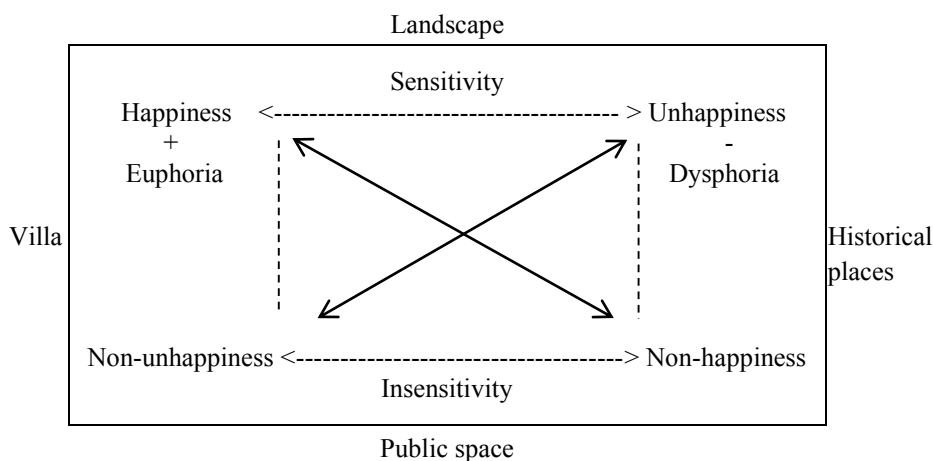 Landscape
Sensitivity
Happiness <----------------------------------> Unhappiness
+ -
Euphoria Dysphoria
Villa Historical
places
Non-unhappiness <--------------------------------> Non-happiness
Insensitivity
Public space